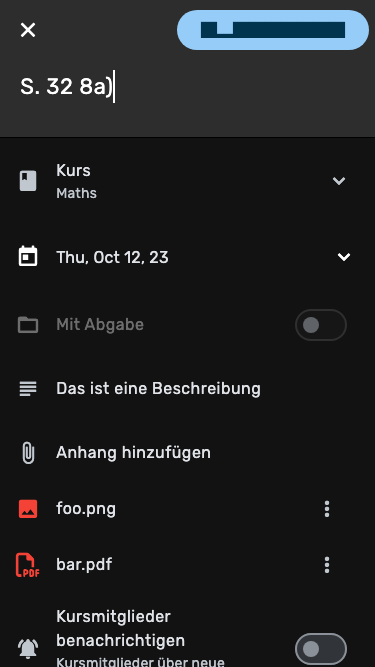 S. 32 8a)
Kurs
Maths
Thu, Oct 12, 23
Mit Abgabe
Das ist eine Beschreibung
Anhang hinzufügen
foo.png
PDF
bar.pdf
Kursmitglieder
benachrichtigen
Kursmitglieder über neue